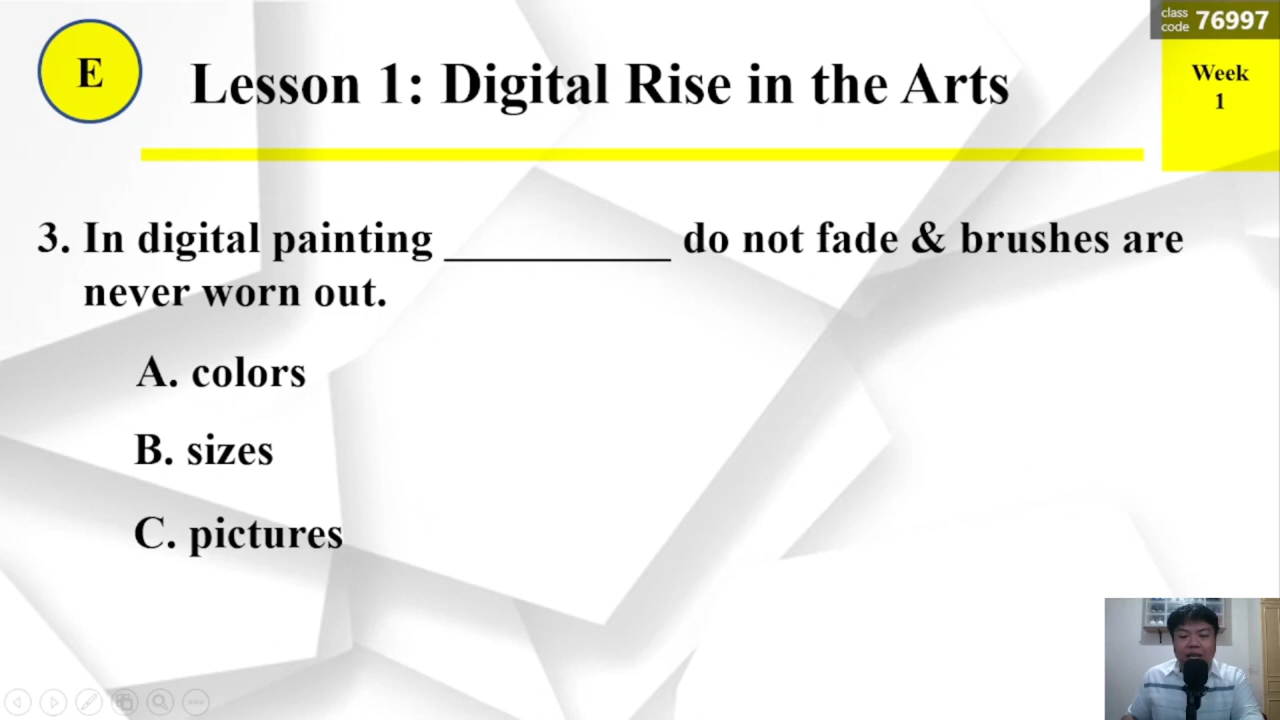 class
code 76997
E
Lesson 1: Digital Rise in the Arts
Week
1
3. In digital painting __________ do not fade & brushes are
never worn out.
A. colors
B. sizes
C. pictures